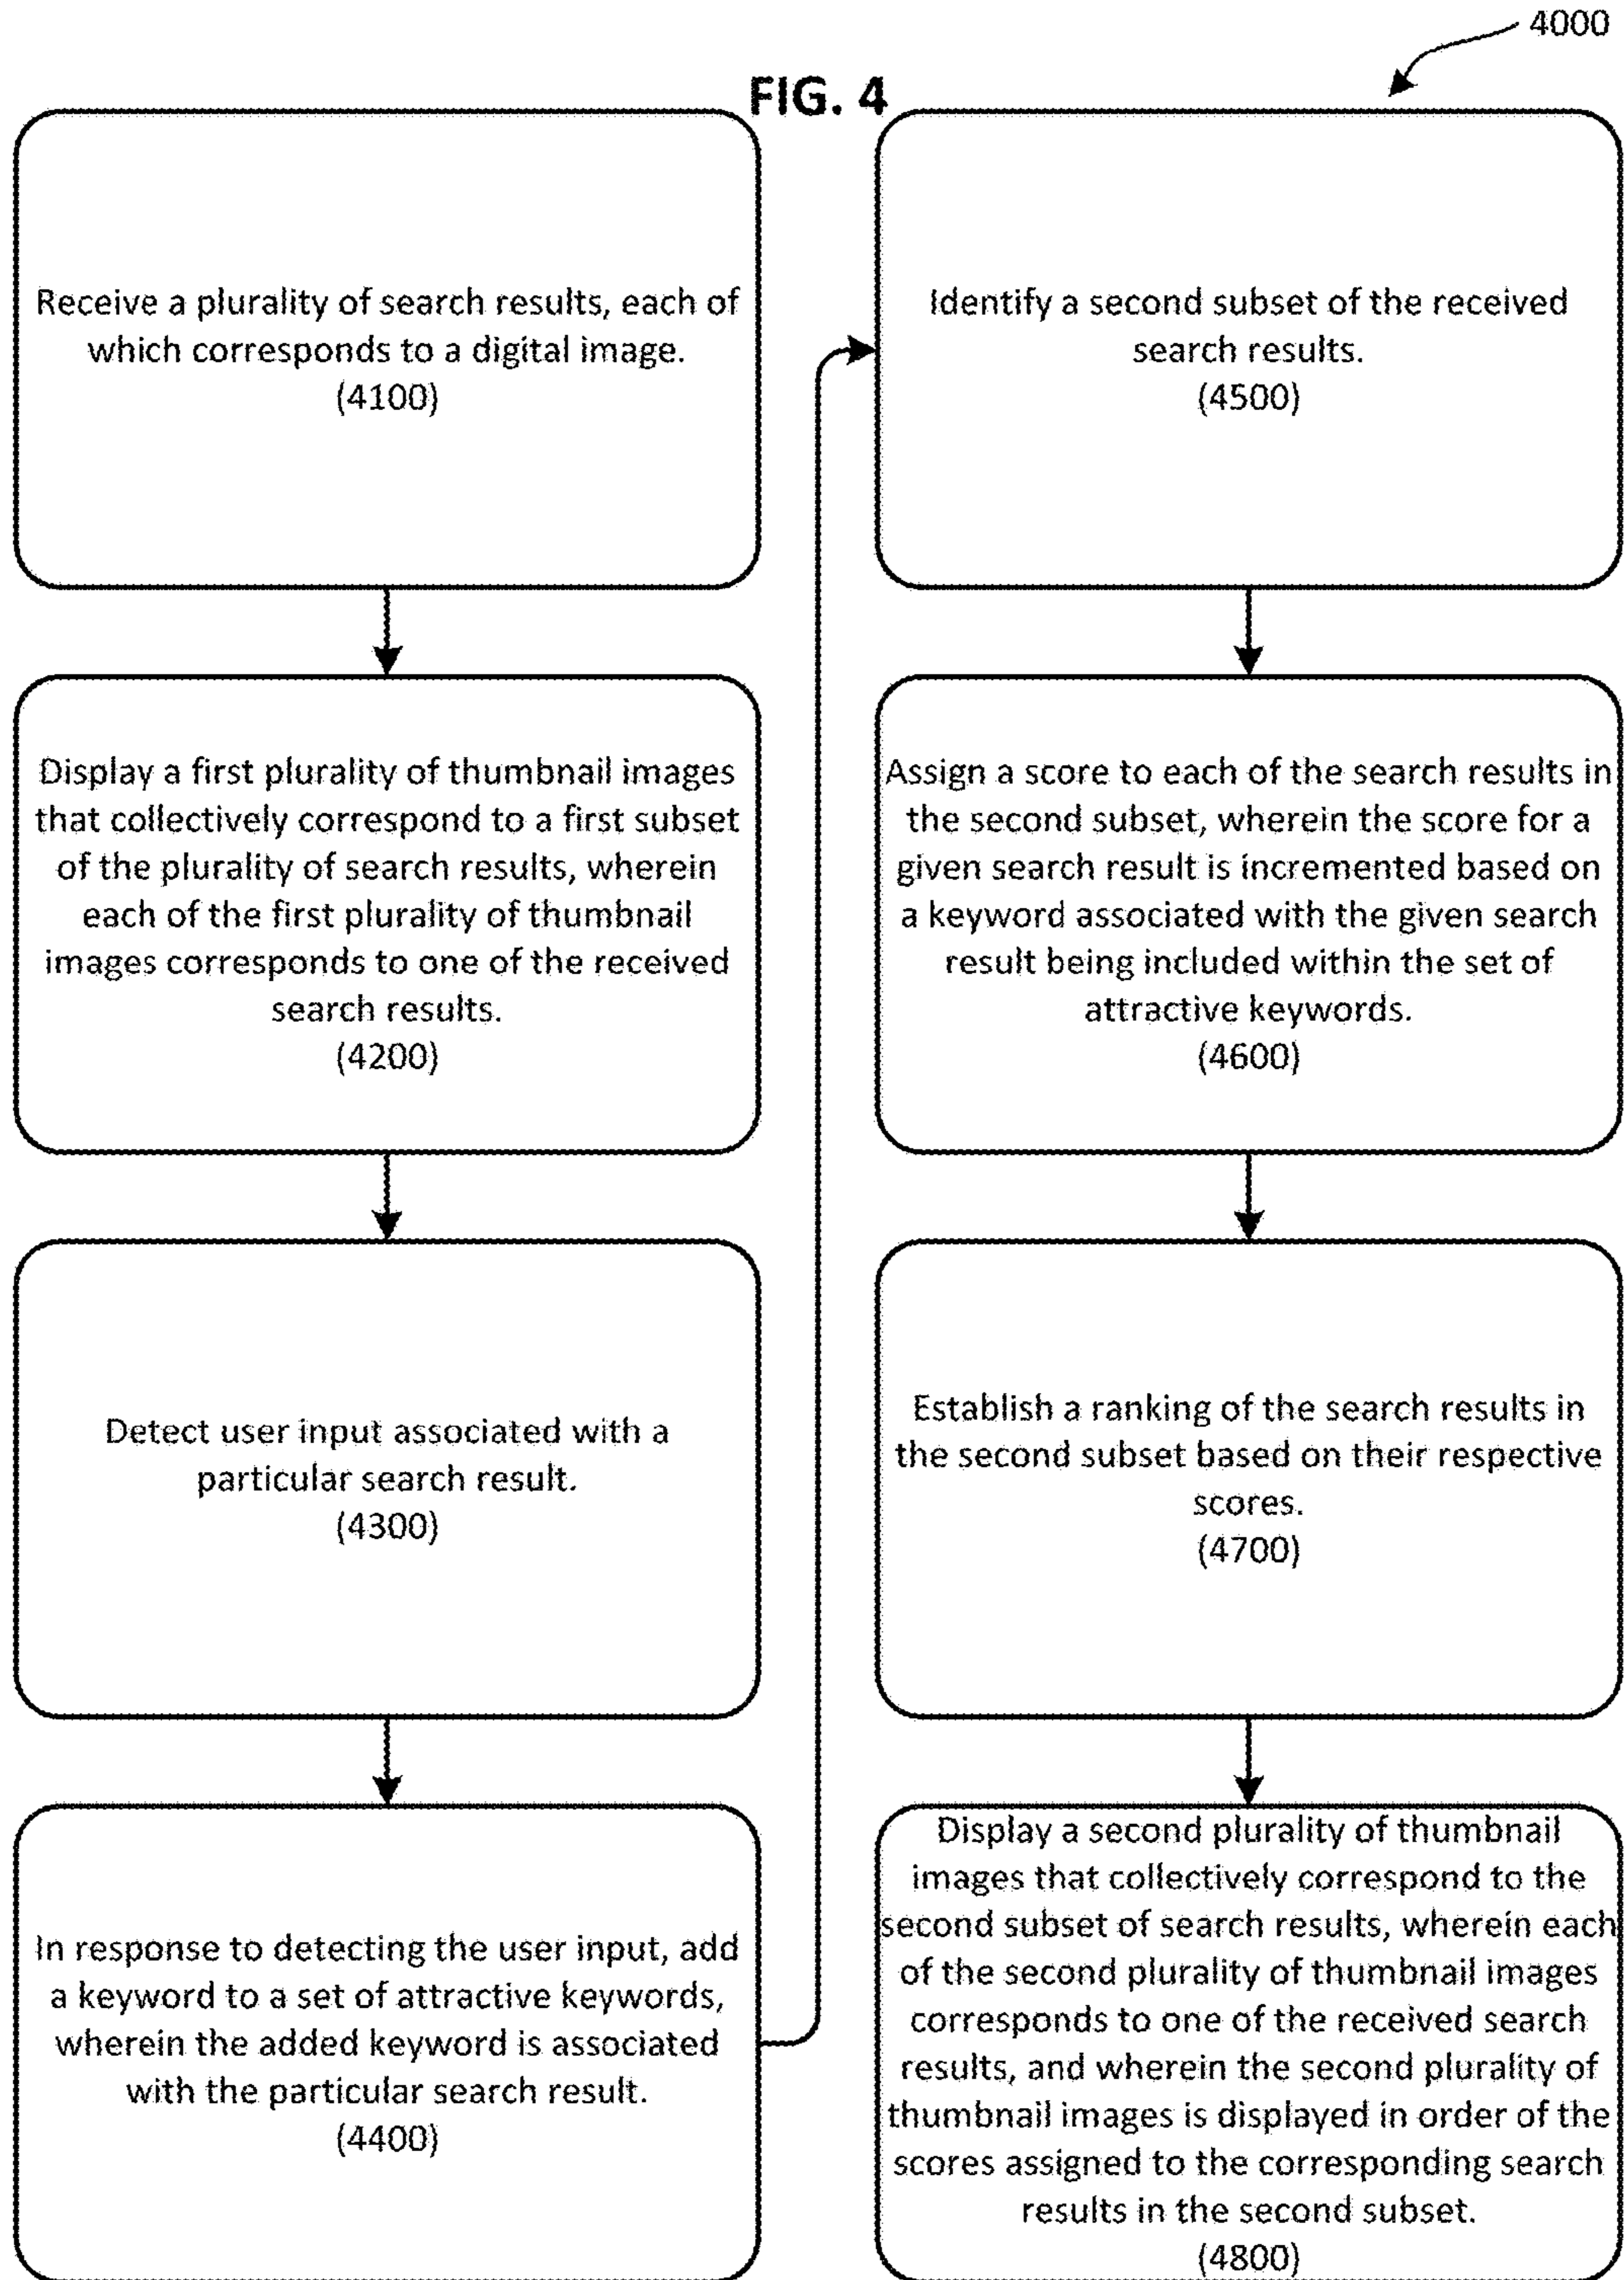 4000
FIG. 4
Receive a plurality of search results, each of
which corresponds to a digital image.
(4100)
Display a first plurality of thumbnail images
that collectively correspond to a first subset
of the plurality of search results, wherein
each of the first plurality of thumbnail
images corresponds to one of the received
search results.
(4200)
Detect user input associated with a
particular search result.
(4300)
In response to detecting the user input, add
a keyword to a set of attractive keywords,
wherein the added keyword is associated
with the particular search result.
(4400)
Identify a second subset of the received
search results.
(4500)
Assign a score to each of the search results in
the second subset, wherein the score for a
given search result is incremented based on
a keyword associated with the given search
result being included within the set of
attractive keywords.
(4600)
Establish a ranking of the search results in
the second subset based on their respective
scores.
(4700)
Display a second plurality of thumbnail
images that collectively correspond to the
second subset of search results, wherein each
of the second plurality of thumbnail images
corresponds to one of the received search
results, and wherein the second plurality of
thumbnail images is displayed in order of the
scores assigned to the corresponding search
results in the second subset.
(4800)